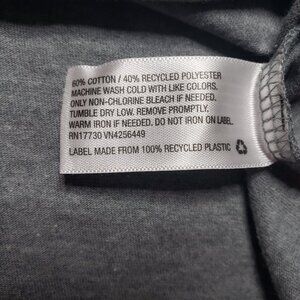 60% COTTON / 40% RECYCLED POLYESTER
MACHINE WASH COLD WITH LIKE COLORS.
ONLY NON-CHLORINE BLEACH IF NEEDED.
TUMBLE DRY LOW. REMOVE PROMPTLY.
WARM IRON IF NEEDED. DO NOT IRON ON LABEL.
RN17730 VN4256449
LABEL MADE FROM 100% RECYCLED PLASTIC